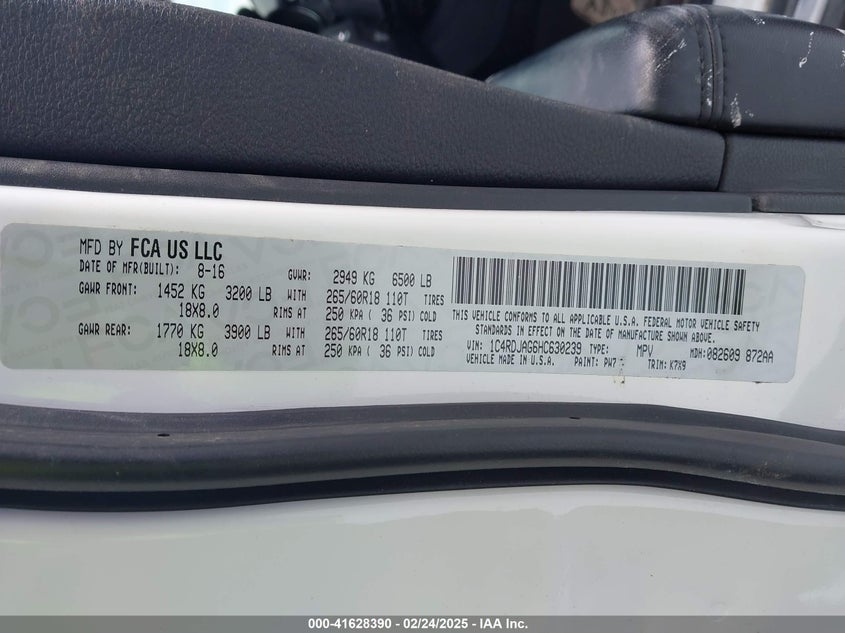 MFD BY FCA US LLC
DATE OF MFR(BUILT): 8-16 GVWR: 2949 KG 6500 LB
GAWR FRONT: 1452 KG 3200 LB WITH 265/60R18 110T TIRES
18X8.0 RIMS AT 250 KPA ( 36 PSI) COLD
GAWR REAR: 1770 KG 3900 LB WITH 265/60R18 110T TIRES
18X8.0 RIMS AT 250 KPA ( 36 PSI) COLD
THIS VEHICLE CONFORMS TO ALL APPLICABLE U.S.A. FEDERAL MOTOR VEHICLE SAFETY
STANDARDS IN EFFECT ON THE DATE OF MANUFACTURE SHOWN ABOVE.
VIN: 1C4RDJAG6HC630239 TYPE: MPV MDH: 082609 872AA
VEHICLE MADE IN U.S.A. PAINT: PW7 TRIM: K7X9
000-41628390 - 02/24/2025 - IAAI.com